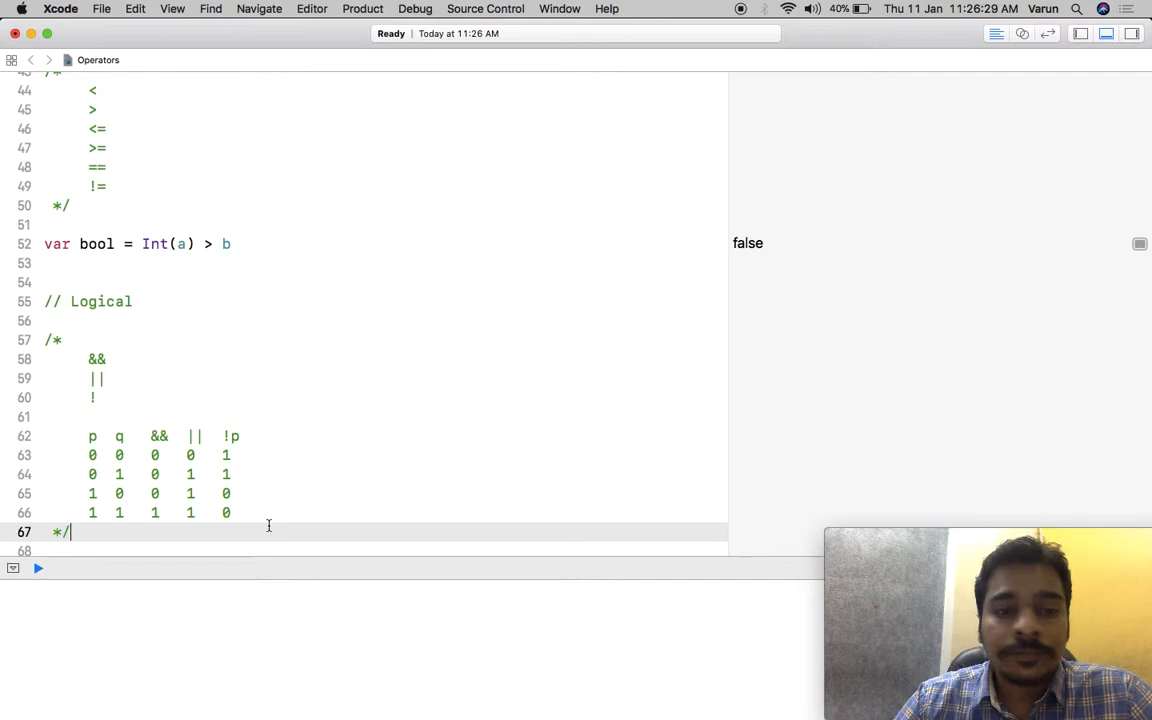 Xcode File Edit View Find Navigate Editor Product Debug Source Control Window Help 40% Thu 11 Jan 11:26:29 AM Varun
Ready | Today at 11:26 AM
Operators
43 /*
44 <
45 >
46 <=
47 >=
48 ==
49 !=
50 */
51
52 var bool = Int(a) > b false
53
54
55 // Logical
56
57 /*
58 &&
59 ||
60 !
61
62 p q && || !p
63 0 0 0 0 1
64 0 1 0 1 1
65 1 0 0 1 0
66 1 1 1 1 0
67 */
68